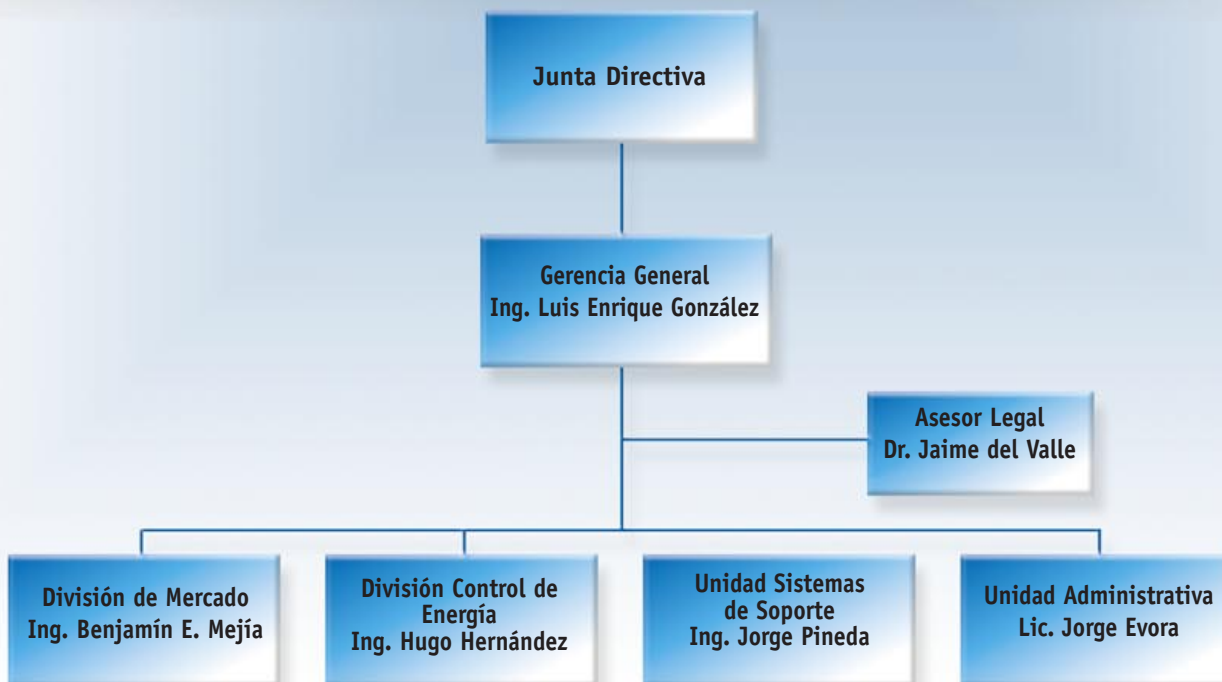 Junta Directiva
Gerencia General
Ing. Luis Enrique González
Asesor Legal
Dr. Jaime del Valle
División de Mercado
Ing. Benjamín E. Mejía
División Control de
Energía
Ing. Hugo Hernández
Unidad Sistemas
de Soporte
Ing. Jorge Pineda
Unidad Administrativa
Lic. Jorge Evora